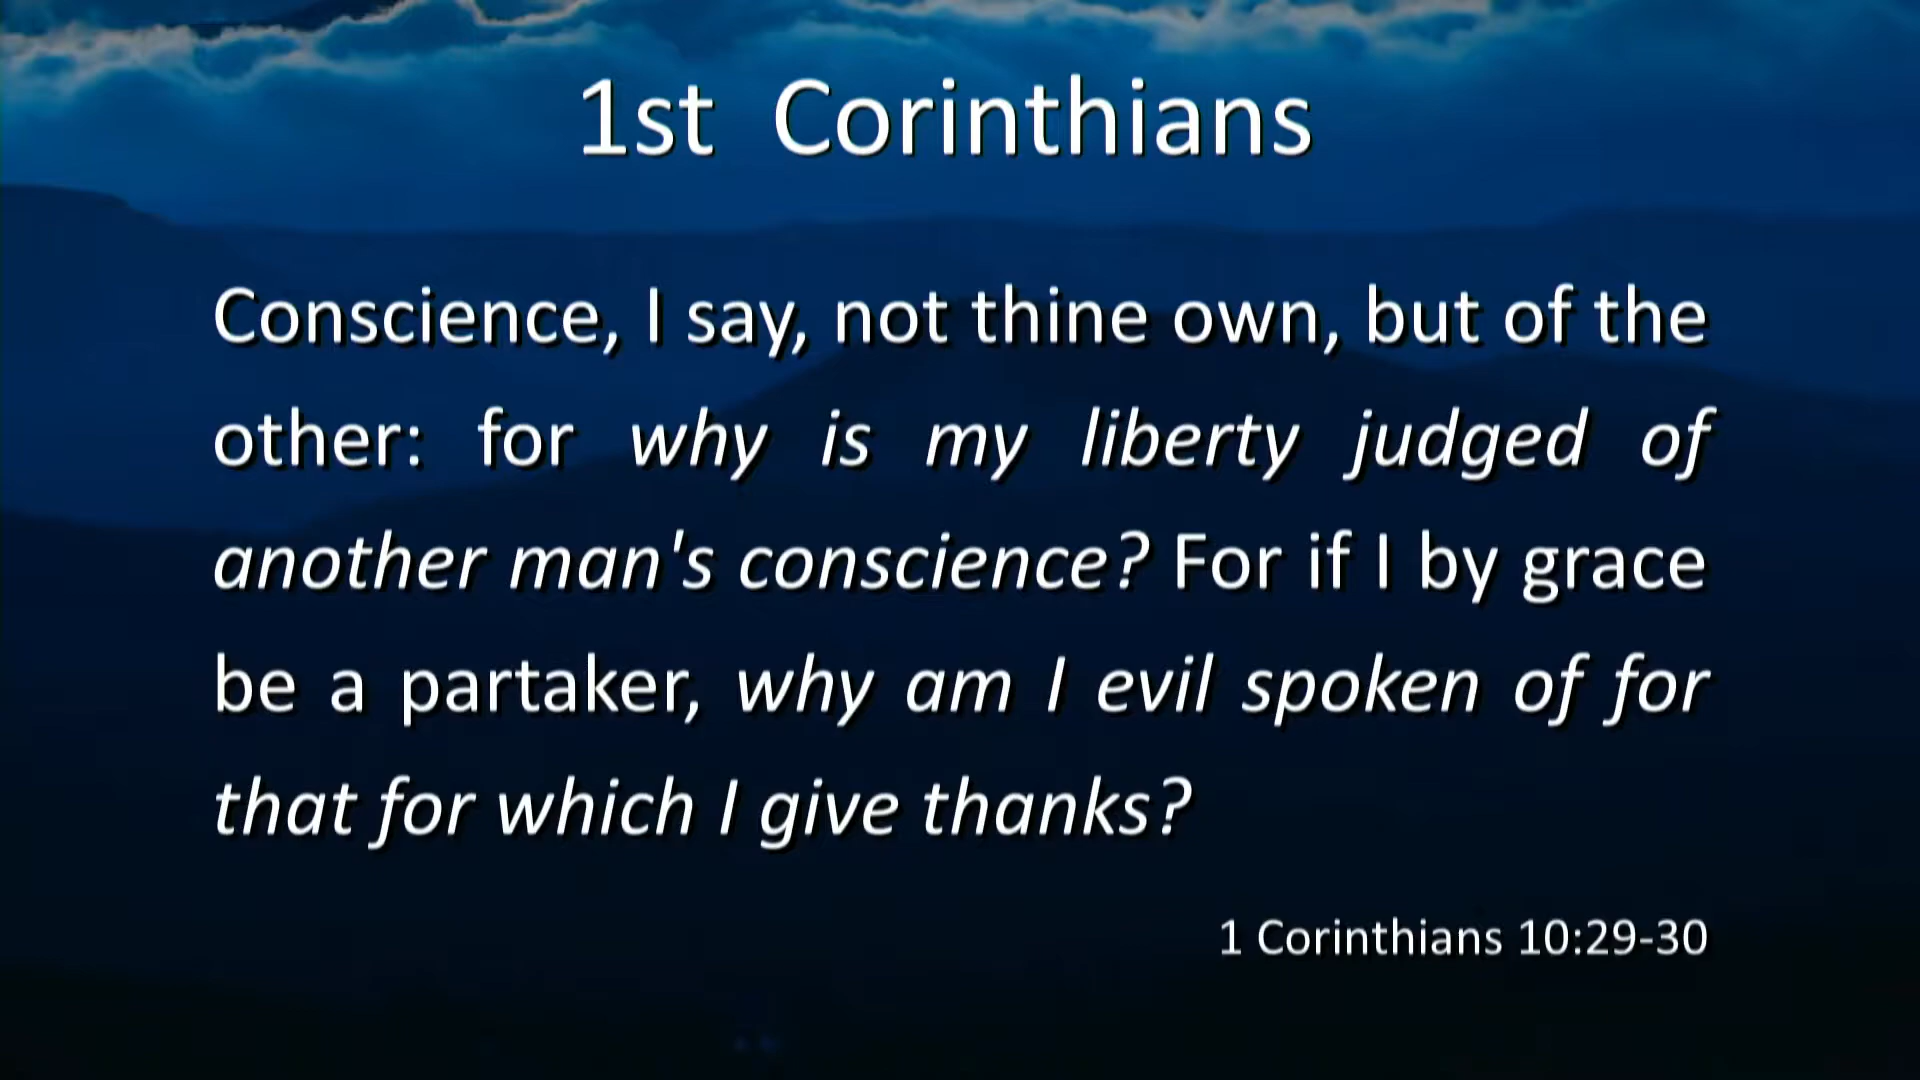 1st Corinthians
Conscience, I say, not thine own, but of the
other: for why is my liberty judged of
another man's conscience? For if I by grace
be a partaker, why am I evil spoken of for
that for which I give thanks?
1 Corinthians 10:29-30